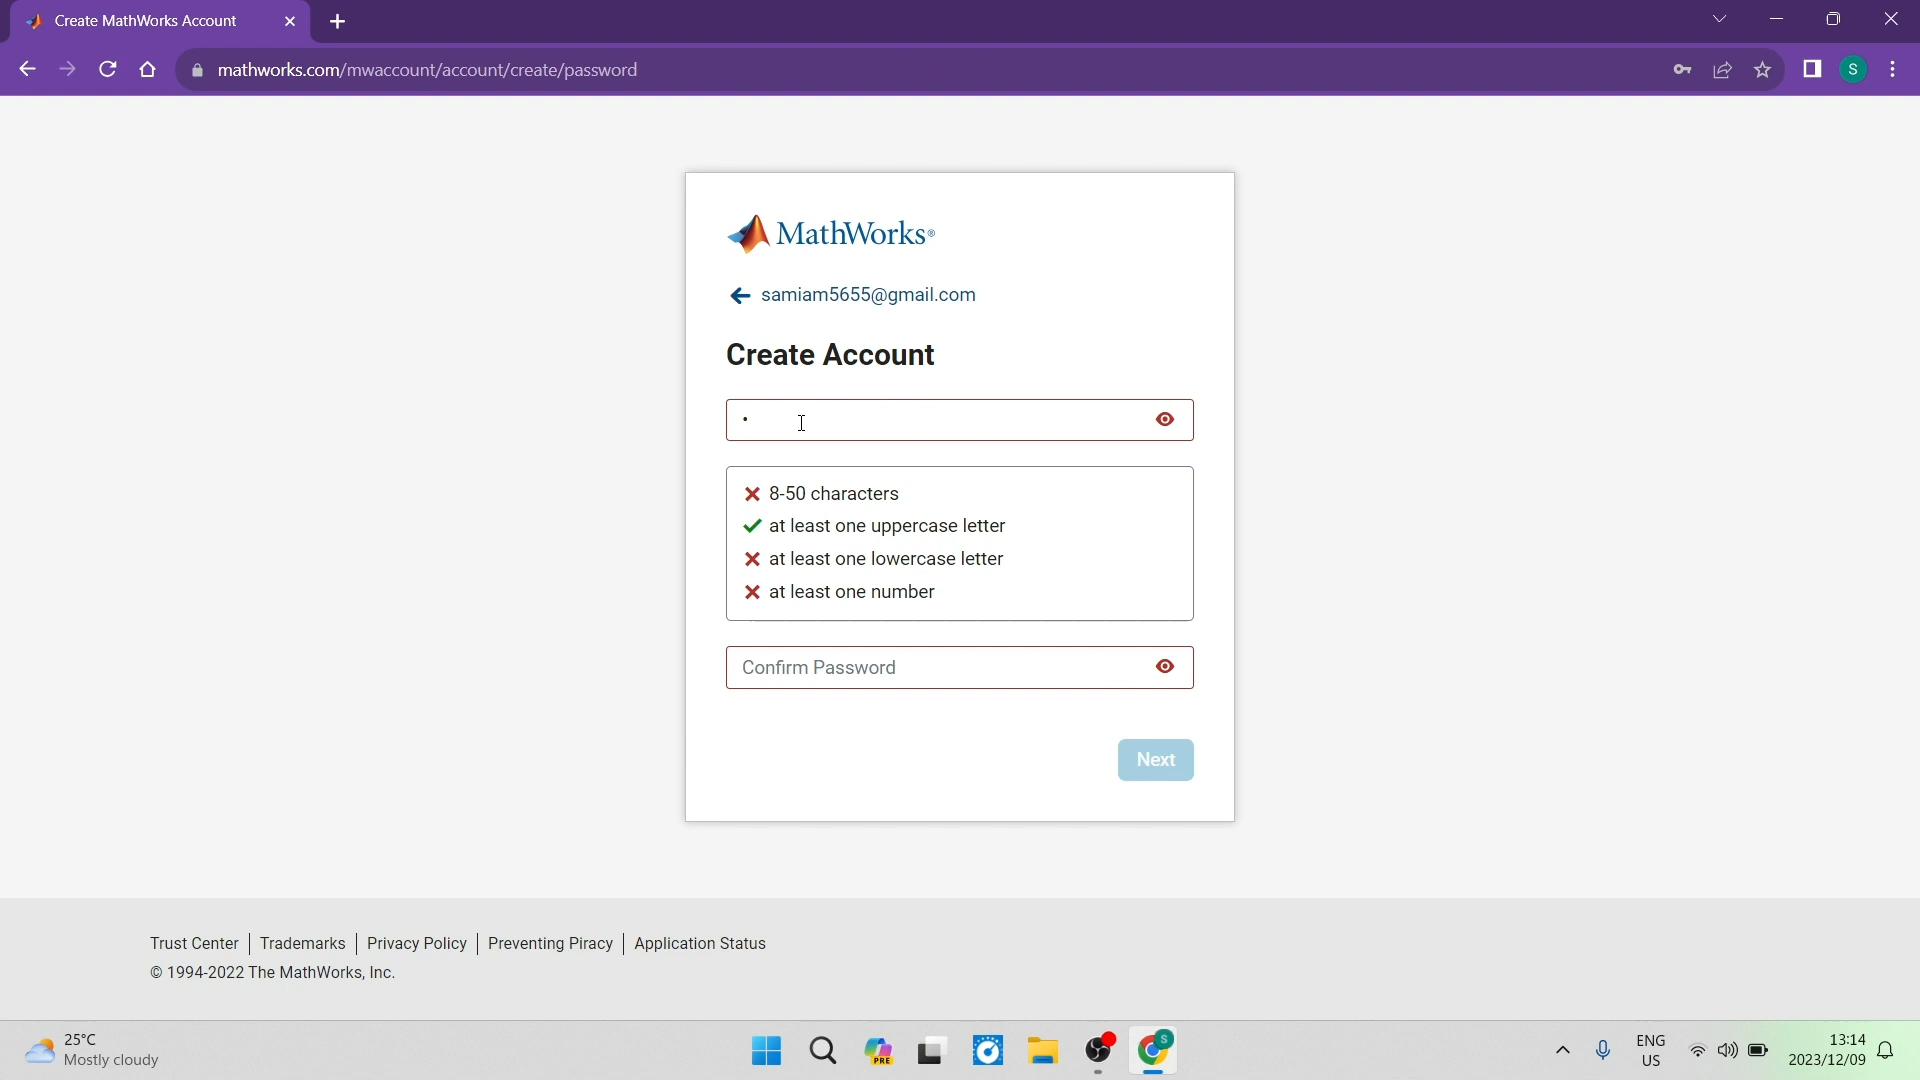 Create MathWorks Account
mathworks.com/mwaccount/account/create/password
S
MathWorks®
samiam5655@gmail.com
Create Account
•
8-50 characters
at least one uppercase letter
at least one lowercase letter
at least one number
Confirm Password
Next
Trust Center | Trademarks | Privacy Policy | Preventing Piracy | Application Status
© 1994-2022 The MathWorks, Inc.
25°C
Mostly cloudy
PRE
S
ENG
US
13:14
2023/12/09